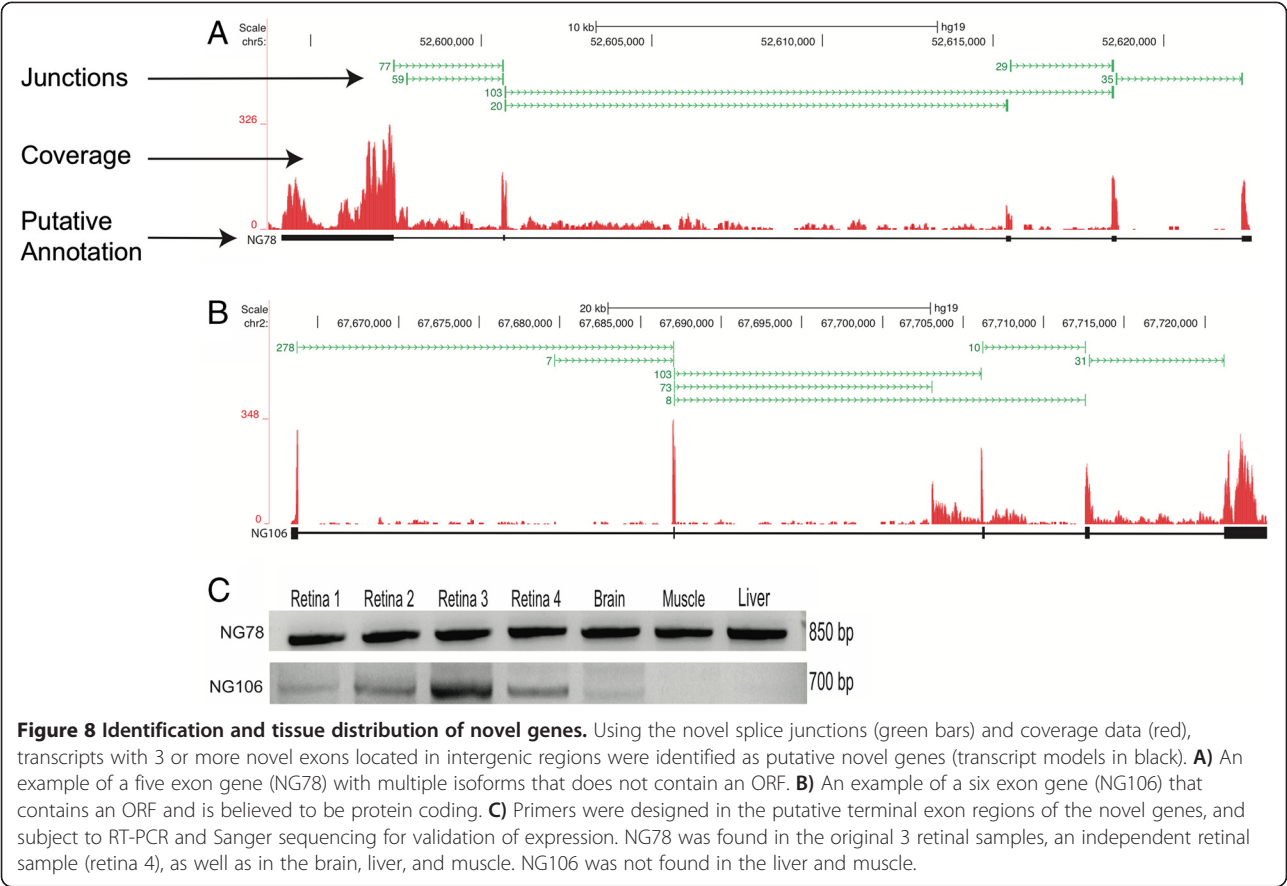 A
Scale
chr5:
10 kb
hg19
52,600,000
52,605,000
52,610,000
52,615,000
52,620,000
Junctions
77
59
103
20
29
35
326
Coverage
0
Putative
Annotation
NG78
B
Scale
chr2:
20 kb
hg19
67,670,000
67,675,000
67,680,000
67,685,000
67,690,000
67,695,000
67,700,000
67,705,000
67,710,000
67,715,000
67,720,000
278
7
103
73
8
10
31
348
0
NG106
C
Retina 1 Retina 2 Retina 3 Retina 4 Brain Muscle Liver
NG78
850 bp
NG106
700 bp
Figure 8 Identification and tissue distribution of novel genes. Using the novel splice junctions (green bars) and coverage data (red),
transcripts with 3 or more novel exons located in intergenic regions were identified as putative novel genes (transcript models in black). A) An
example of a five exon gene (NG78) with multiple isoforms that does not contain an ORF. B) An example of a six exon gene (NG106) that
contains an ORF and is believed to be protein coding. C) Primers were designed in the putative terminal exon regions of the novel genes, and
subject to RT-PCR and Sanger sequencing for validation of expression. NG78 was found in the original 3 retinal samples, an independent retinal
sample (retina 4), as well as in the brain, liver, and muscle. NG106 was not found in the liver and muscle.